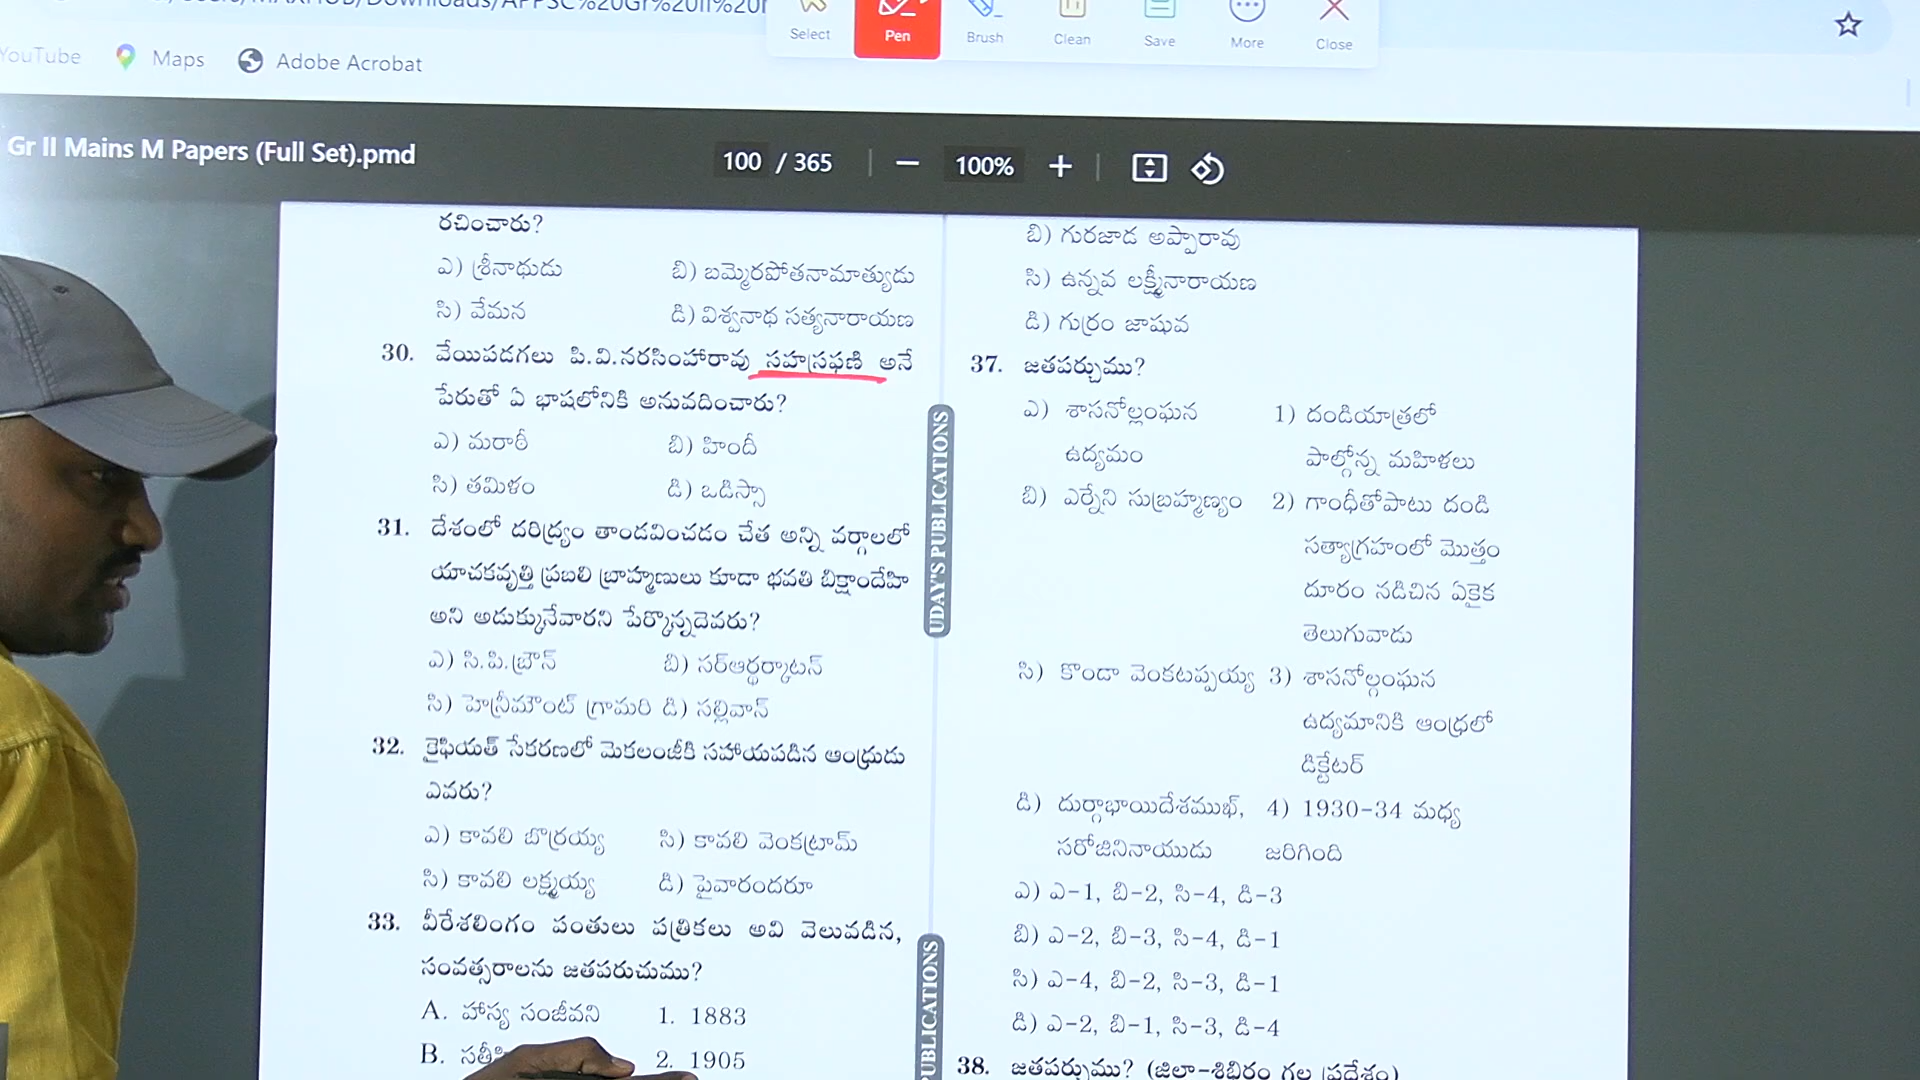 Select
Pen
Brush
Clean
Save
More
Close
YouTube
Maps
Adobe Acrobat
Gr II Mains M Papers (Full Set).pmd
100 / 365
100%
రచించారు?
ఎ) శ్రీనాథుడు బి) బమ్మెరపోతనామాత్యుడు
సి) వేమన డి) విశ్వనాథ సత్యనారాయణ
30. వేయిపడగలు పి.వి.నరసింహారావు సహస్రఫణి అనే
పేరుతో ఏ భాషలోనికి అనువదించారు?
ఎ) మరాఠీ బి) హిందీ
సి) తమిళం డి) ఒడిస్సా
31. దేశంలో దరిద్ర్యం తాండవించడం చేత అన్ని వర్గాలలో
యాచకవృత్తి ప్రబలి బ్రాహ్మణులు కూడా భవతి బిక్షాందేహి
అని అడుక్కునేవారని పేర్కొన్నదెవరు?
ఎ) సి.పి.బ్రౌన్ బి) సర్ఆర్థర్కాటన్
సి) హెన్రీమౌంట్ గ్రామరి డి) సల్లివాన్
32. కైఫియత్ సేకరణలో మెకలంజీకి సహాయపడిన ఆంధ్రుడు
ఎవరు?
ఎ) కావలి బొర్రయ్య సి) కావలి వెంకట్రామ్
సి) కావలి లక్ష్మయ్య డి) పైవారందరూ
33. వీరేశలింగం పంతులు పత్రికలు అవి వెలువడిన,
సంవత్సరాలను జతపరుచుము?
A. హాస్య సంజీవని 1. 1883
B. 2. 1905
UDAY'S PUBLICATIONS
PUBLICATIONS
బి) గురజాడ అప్పారావు
సి) ఉన్నవ లక్ష్మీనారాయణ
డి) గుర్రం జాషువ
37. జతపర్చుము?
ఎ) శాసనోల్లంఘన 1) దండియాత్రలో
ఉద్యమం పాల్గోన్న మహిళలు
బి) ఎర్నేని సుబ్రహ్మణ్యం 2) గాంధీతోపాటు దండి
సత్యాగ్రహంలో మొత్తం
దూరం నడిచిన ఏకైక
తెలుగువాడు
సి) కొండా వెంకటప్పయ్య 3) శాసనోల్లంఘన
ఉద్యమానికి ఆంధ్రలో
డిక్టేటర్
డి) దుర్గాభాయిదేశముఖ్, 4) 1930-34 మధ్య
సరోజినినాయుడు జరిగింది
ఎ) ఎ-1, బి-2, సి-4, డి-3
బి) ఎ-2, బి-3, సి-4, డి-1
సి) ఎ-4, బి-2, సి-3, డి-1
డి) ఎ-2, బి-1, సి-3, డి-4
38. జతపర్చుము? (జిల్లా-శిభిరం గల ప్రదేశం)